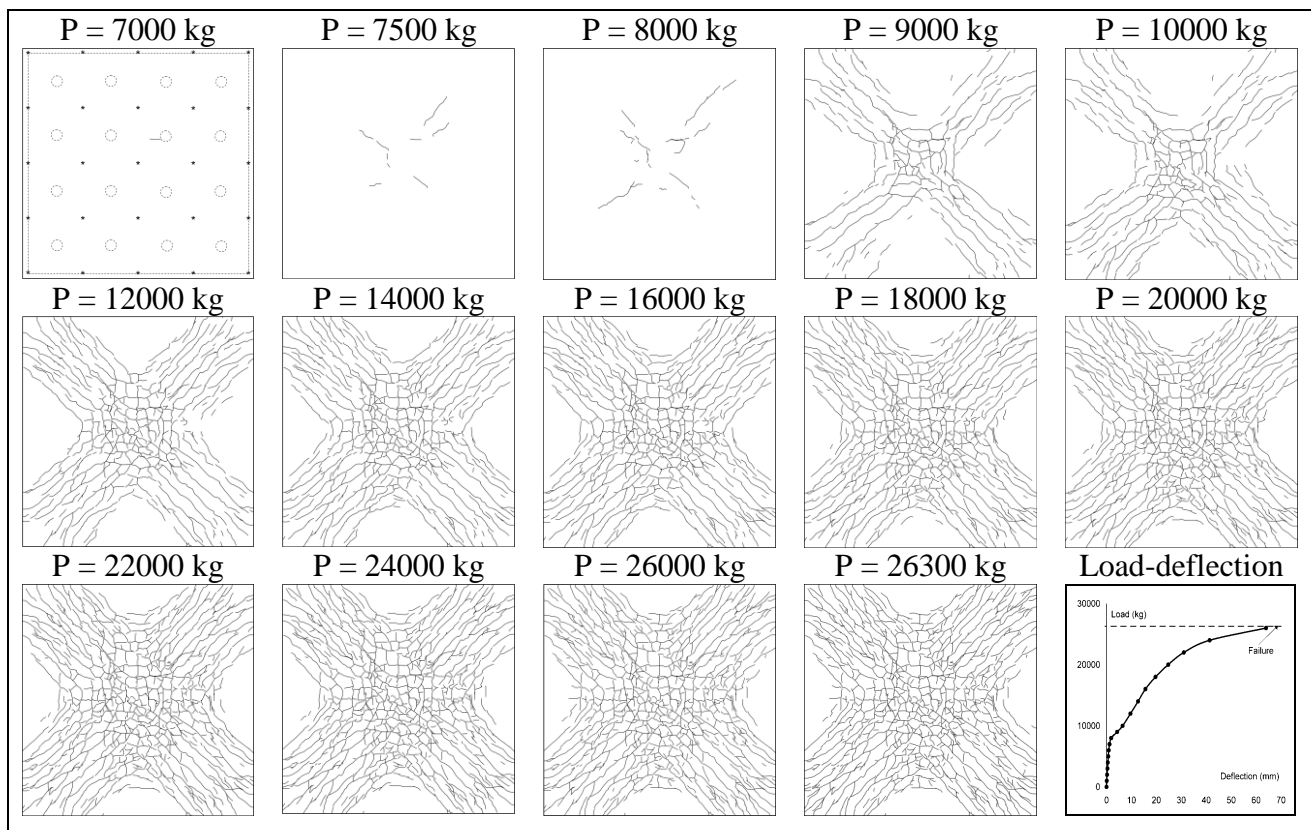 P = 7000 kg
P = 7500 kg
P = 8000 kg
P = 9000 kg
P = 10000 kg
P = 12000 kg
P = 14000 kg
P = 16000 kg
P = 18000 kg
P = 20000 kg
P = 22000 kg
P = 24000 kg
P = 26000 kg
P = 26300 kg
Load-deflection
30000
Load (kg)
Failure
20000
10000
Deflection (mm)
0
0 10 20 30 40 50 60 70